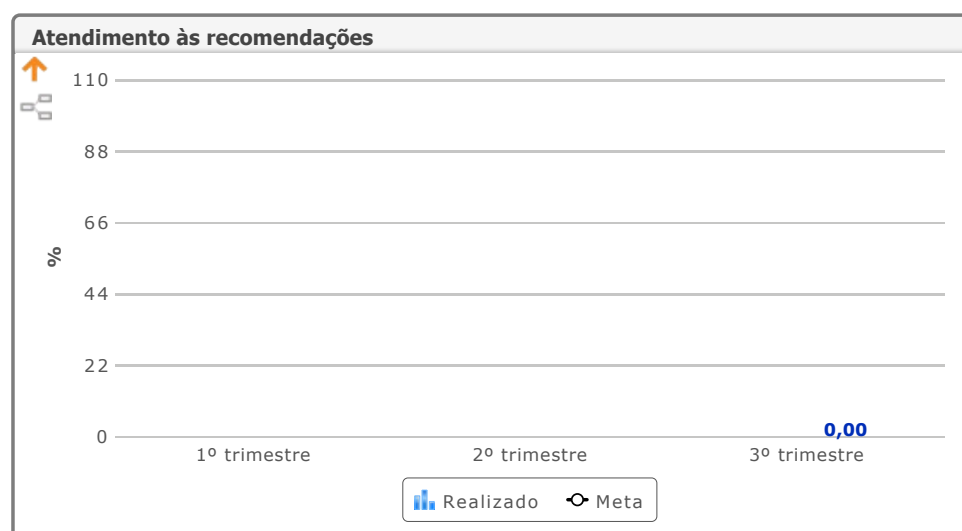 Atendimento às recomendações
110
88
66
%
44
22
0
0,00
1º trimestre 2º trimestre 3º trimestre
Realizado Meta